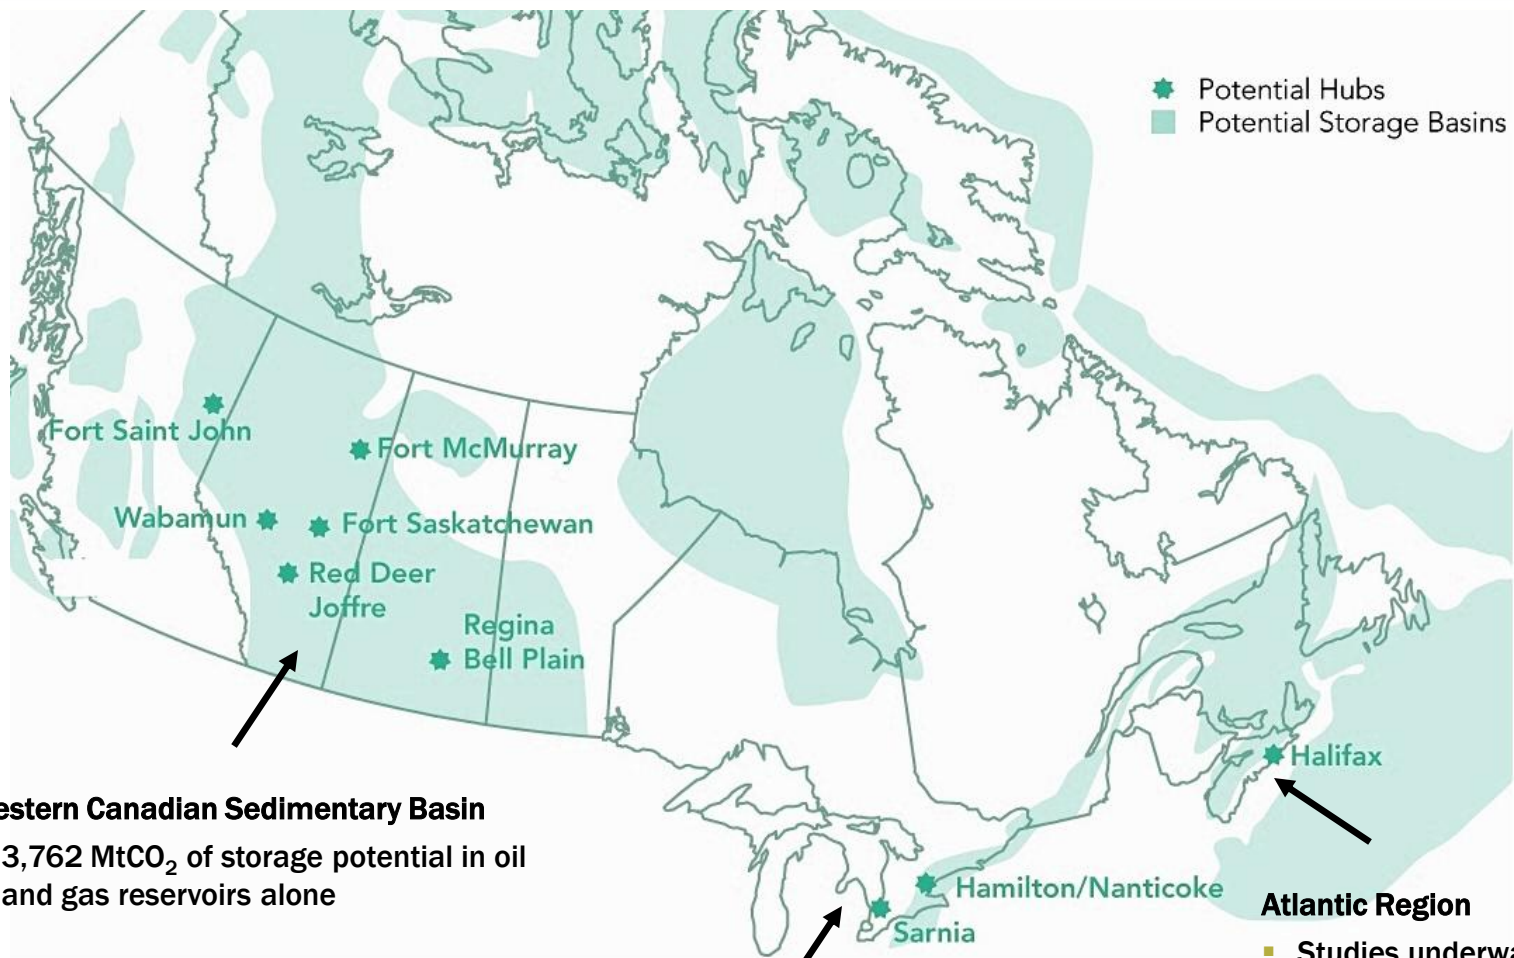 Potential Hubs
Potential Storage Basins
Fort Saint John
Fort McMurray
Wabamun
Fort Saskatchewan
Red Deer
Joffre
Regina
Bell Plain
Halifax
estern Canadian Sedimentary Basin
3,762 MtCO₂ of storage potential in oil
and gas reservoirs alone
Hamilton/Nanticoke
Sarnia
Atlantic Region
Studies underwa